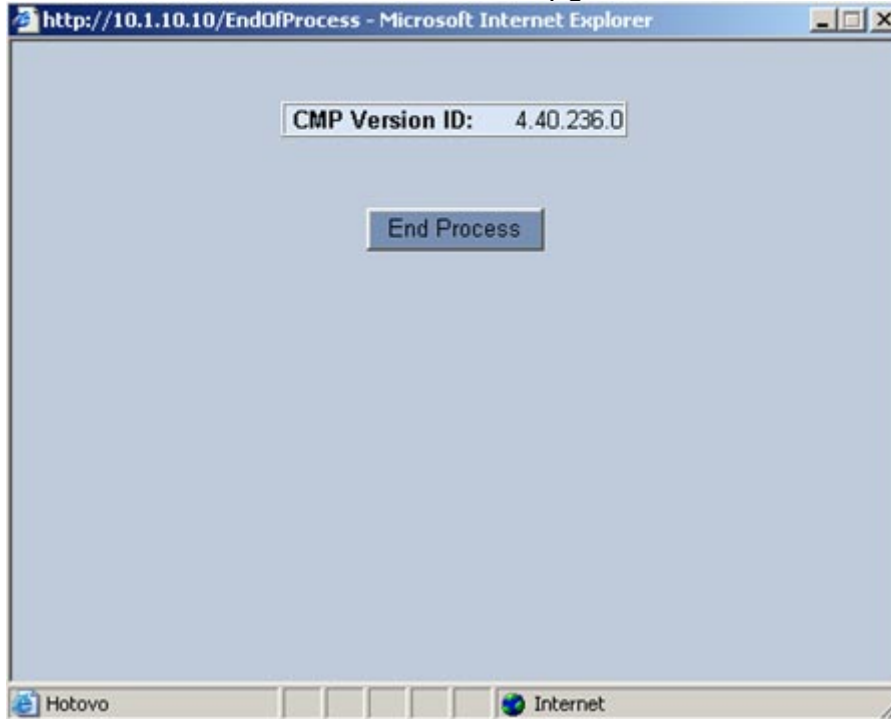 http://10.1.10.10/EndOfProcess - Microsoft Internet Explorer
CMP Version ID: 4.40.236.0
End Process
Hotovo Internet